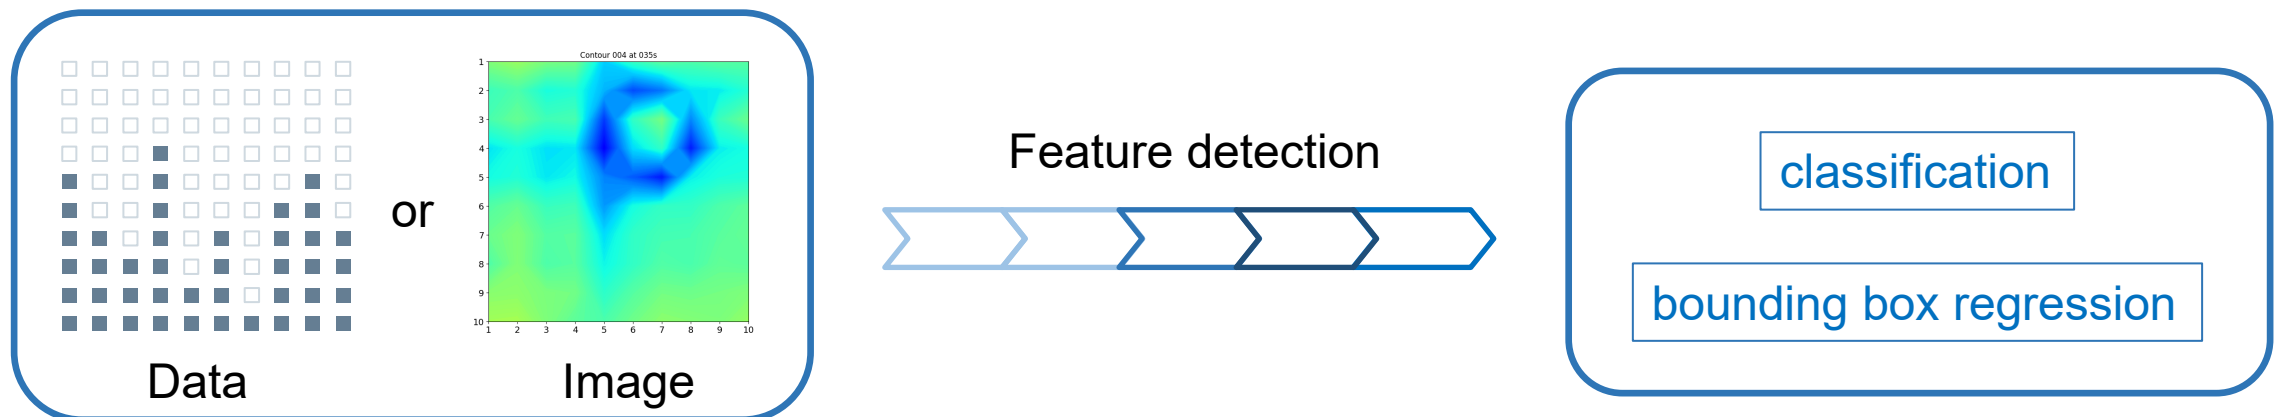 Contour 004 at 035s
1
2
3
4
5
6
7
8
9
10
1 2 3 4 5 6 7 8 9 10
or
Data
Image
Feature detection
classification
bounding box regression